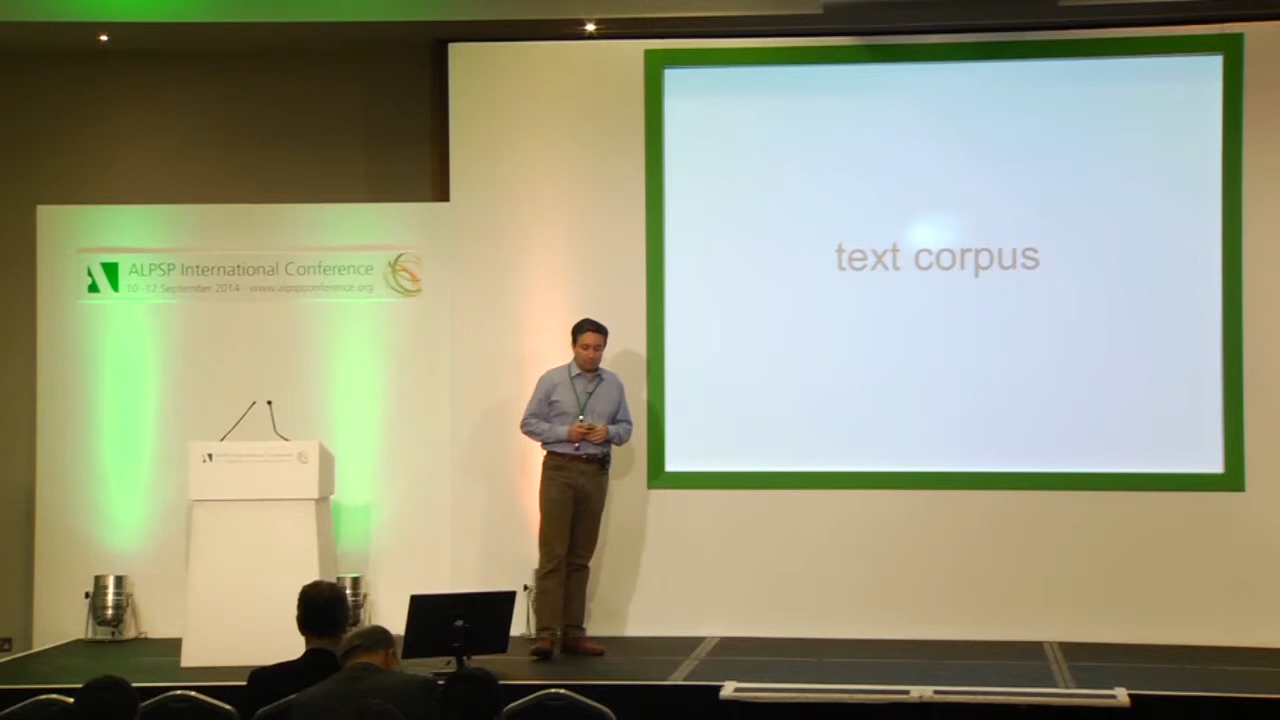 ALPSP International Conference
10–12 September 2014 · www.alpspconference.org
text corpus